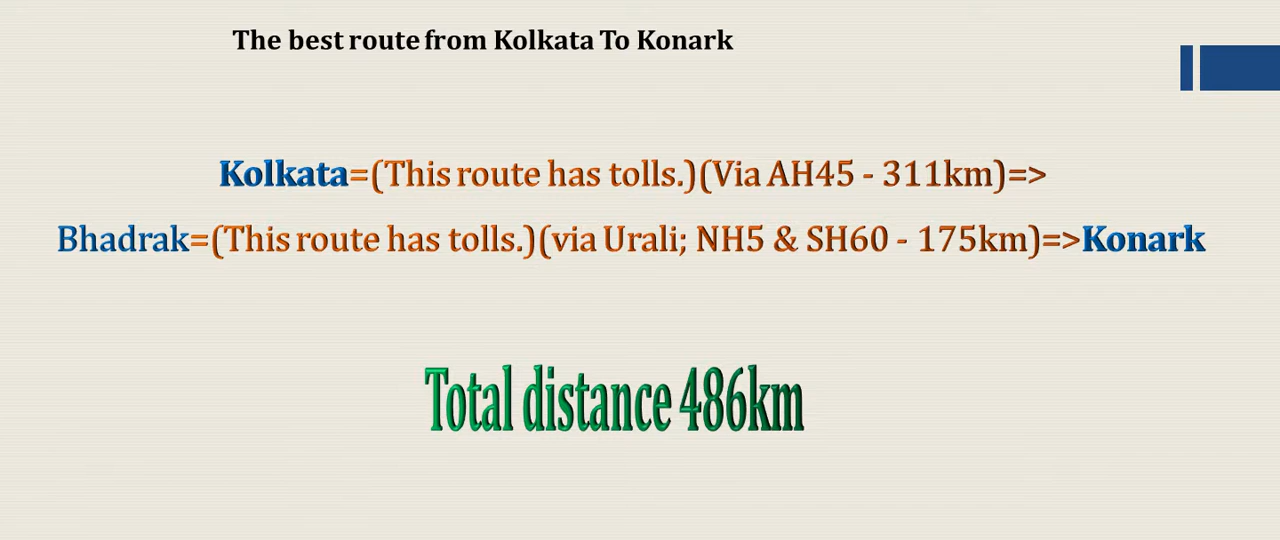 The best route from Kolkata To Konark
Kolkata=(This route has tolls.)(Via AH45 - 311km)=>
Bhadrak=(This route has tolls.)(via Urali; NH5 & SH60 - 175km)=>Konark
Total distance 486km